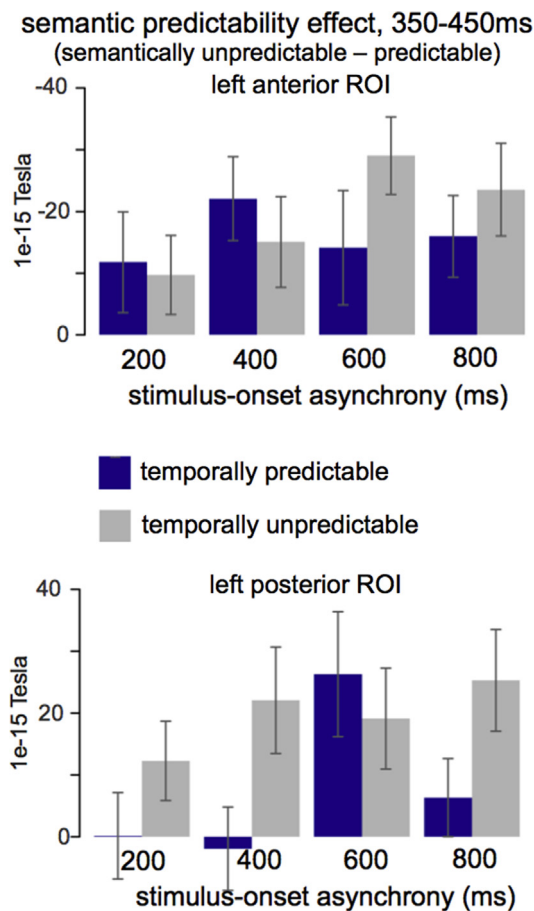 semantic predictability effect, 350-450ms
(semantically unpredictable – predictable)
left anterior ROI
-40
-20
0
1e-15 Tesla
200 400 600 800
stimulus-onset asynchrony (ms)
temporally predictable
temporally unpredictable
left posterior ROI
40
20
0
1e-15 Tesla
200 400 600 800
stimulus-onset asynchrony (ms)